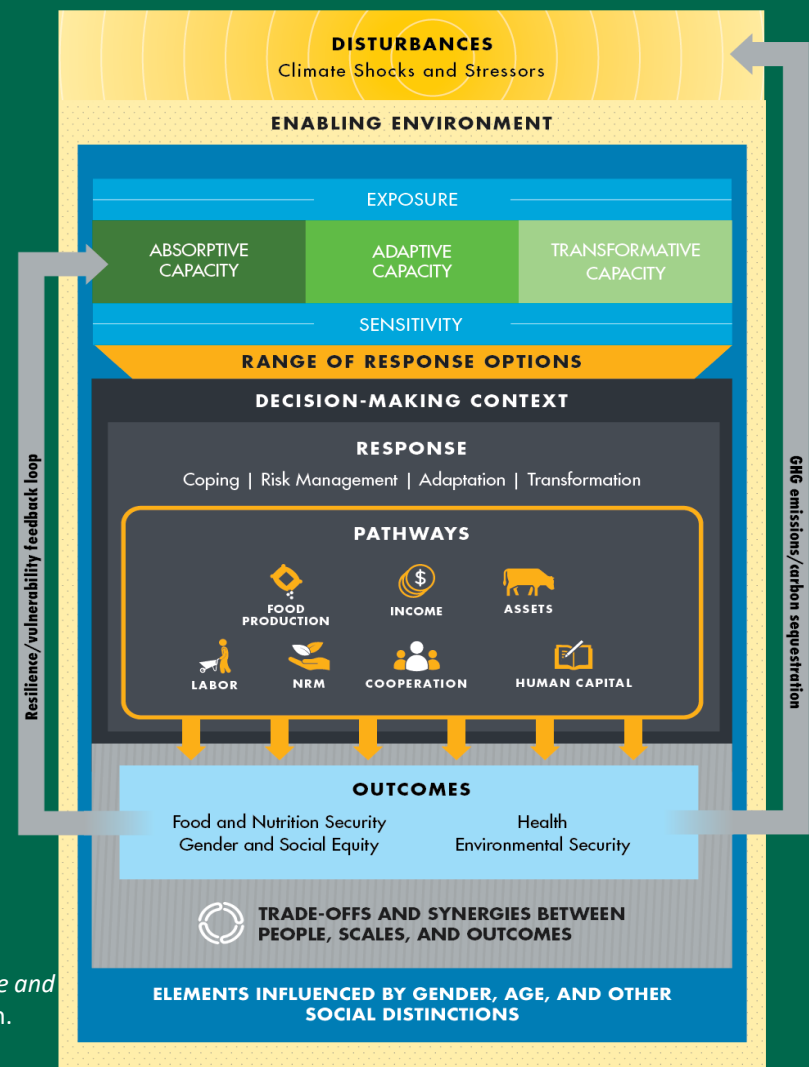 DISTURBANCES
Climate Shocks and Stressors
ENABLING ENVIRONMENT
EXPOSURE
ABSORPTIVE
CAPACITY
ADAPTIVE
CAPACITY
TRANSFORMATIVE
CAPACITY
SENSITIVITY
RANGE OF RESPONSE OPTIONS
DECISION-MAKING CONTEXT
RESPONSE
Coping | Risk Management | Adaptation | Transformation
PATHWAYS
FOOD
PRODUCTION
INCOME
ASSETS
LABOR
NRM
COOPERATION
HUMAN CAPITAL
OUTCOMES
Food and Nutrition Security
Gender and Social Equity
Health
Environmental Security
TRADE-OFFS AND SYNERGIES BETWEEN
PEOPLE, SCALES, AND OUTCOMES
ELEMENTS INFLUENCED BY GENDER, AGE, AND OTHER
SOCIAL DISTINCTIONS
Resilience/vulnerability feedback loop
GHG emissions/carbon sequestration
and